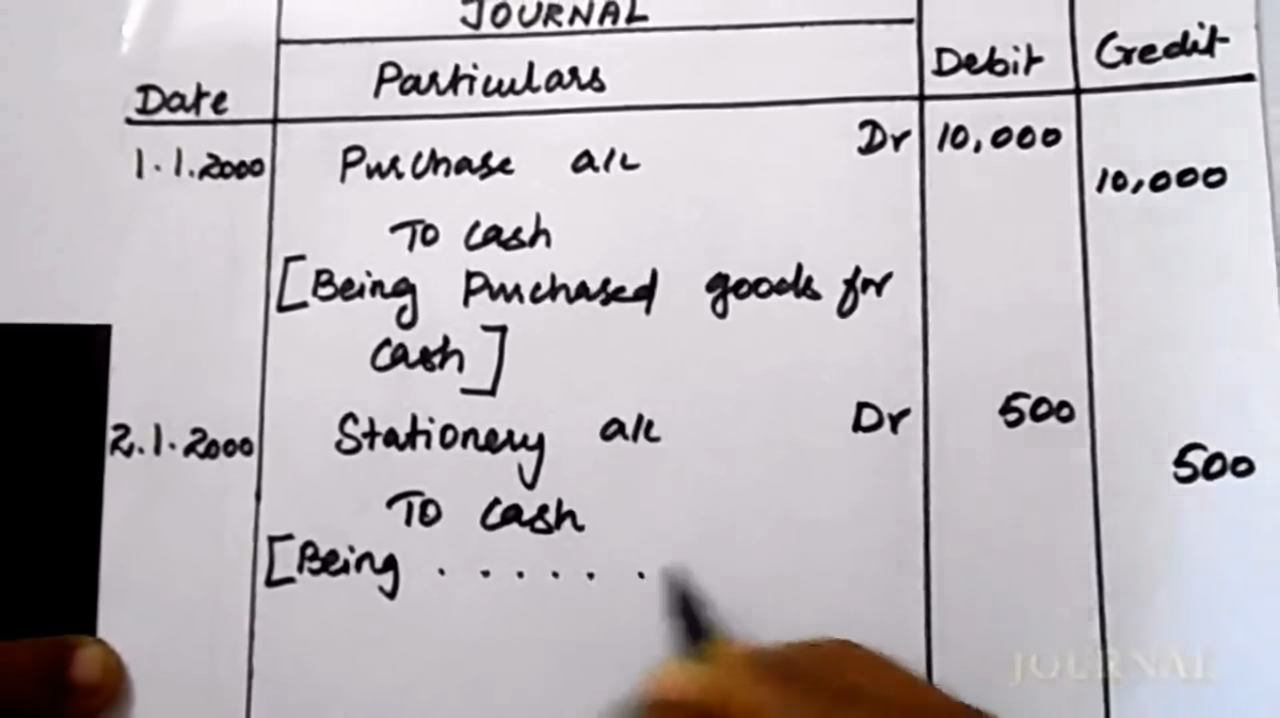 JOURNAL
Date Particulars Debit Credit
1.1.2000 Purchase a/c Dr 10,000
10,000
To cash
[Being Purchased goods for
cash]
2.1.2000 Stationery a/c Dr 500
500
To cash
[Being ......
JOURNAL